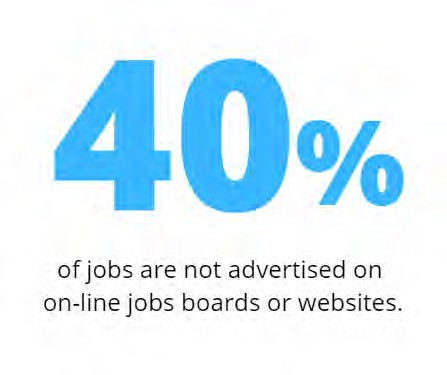 40%
of jobs are not advertised on
on-line jobs boards or websites.